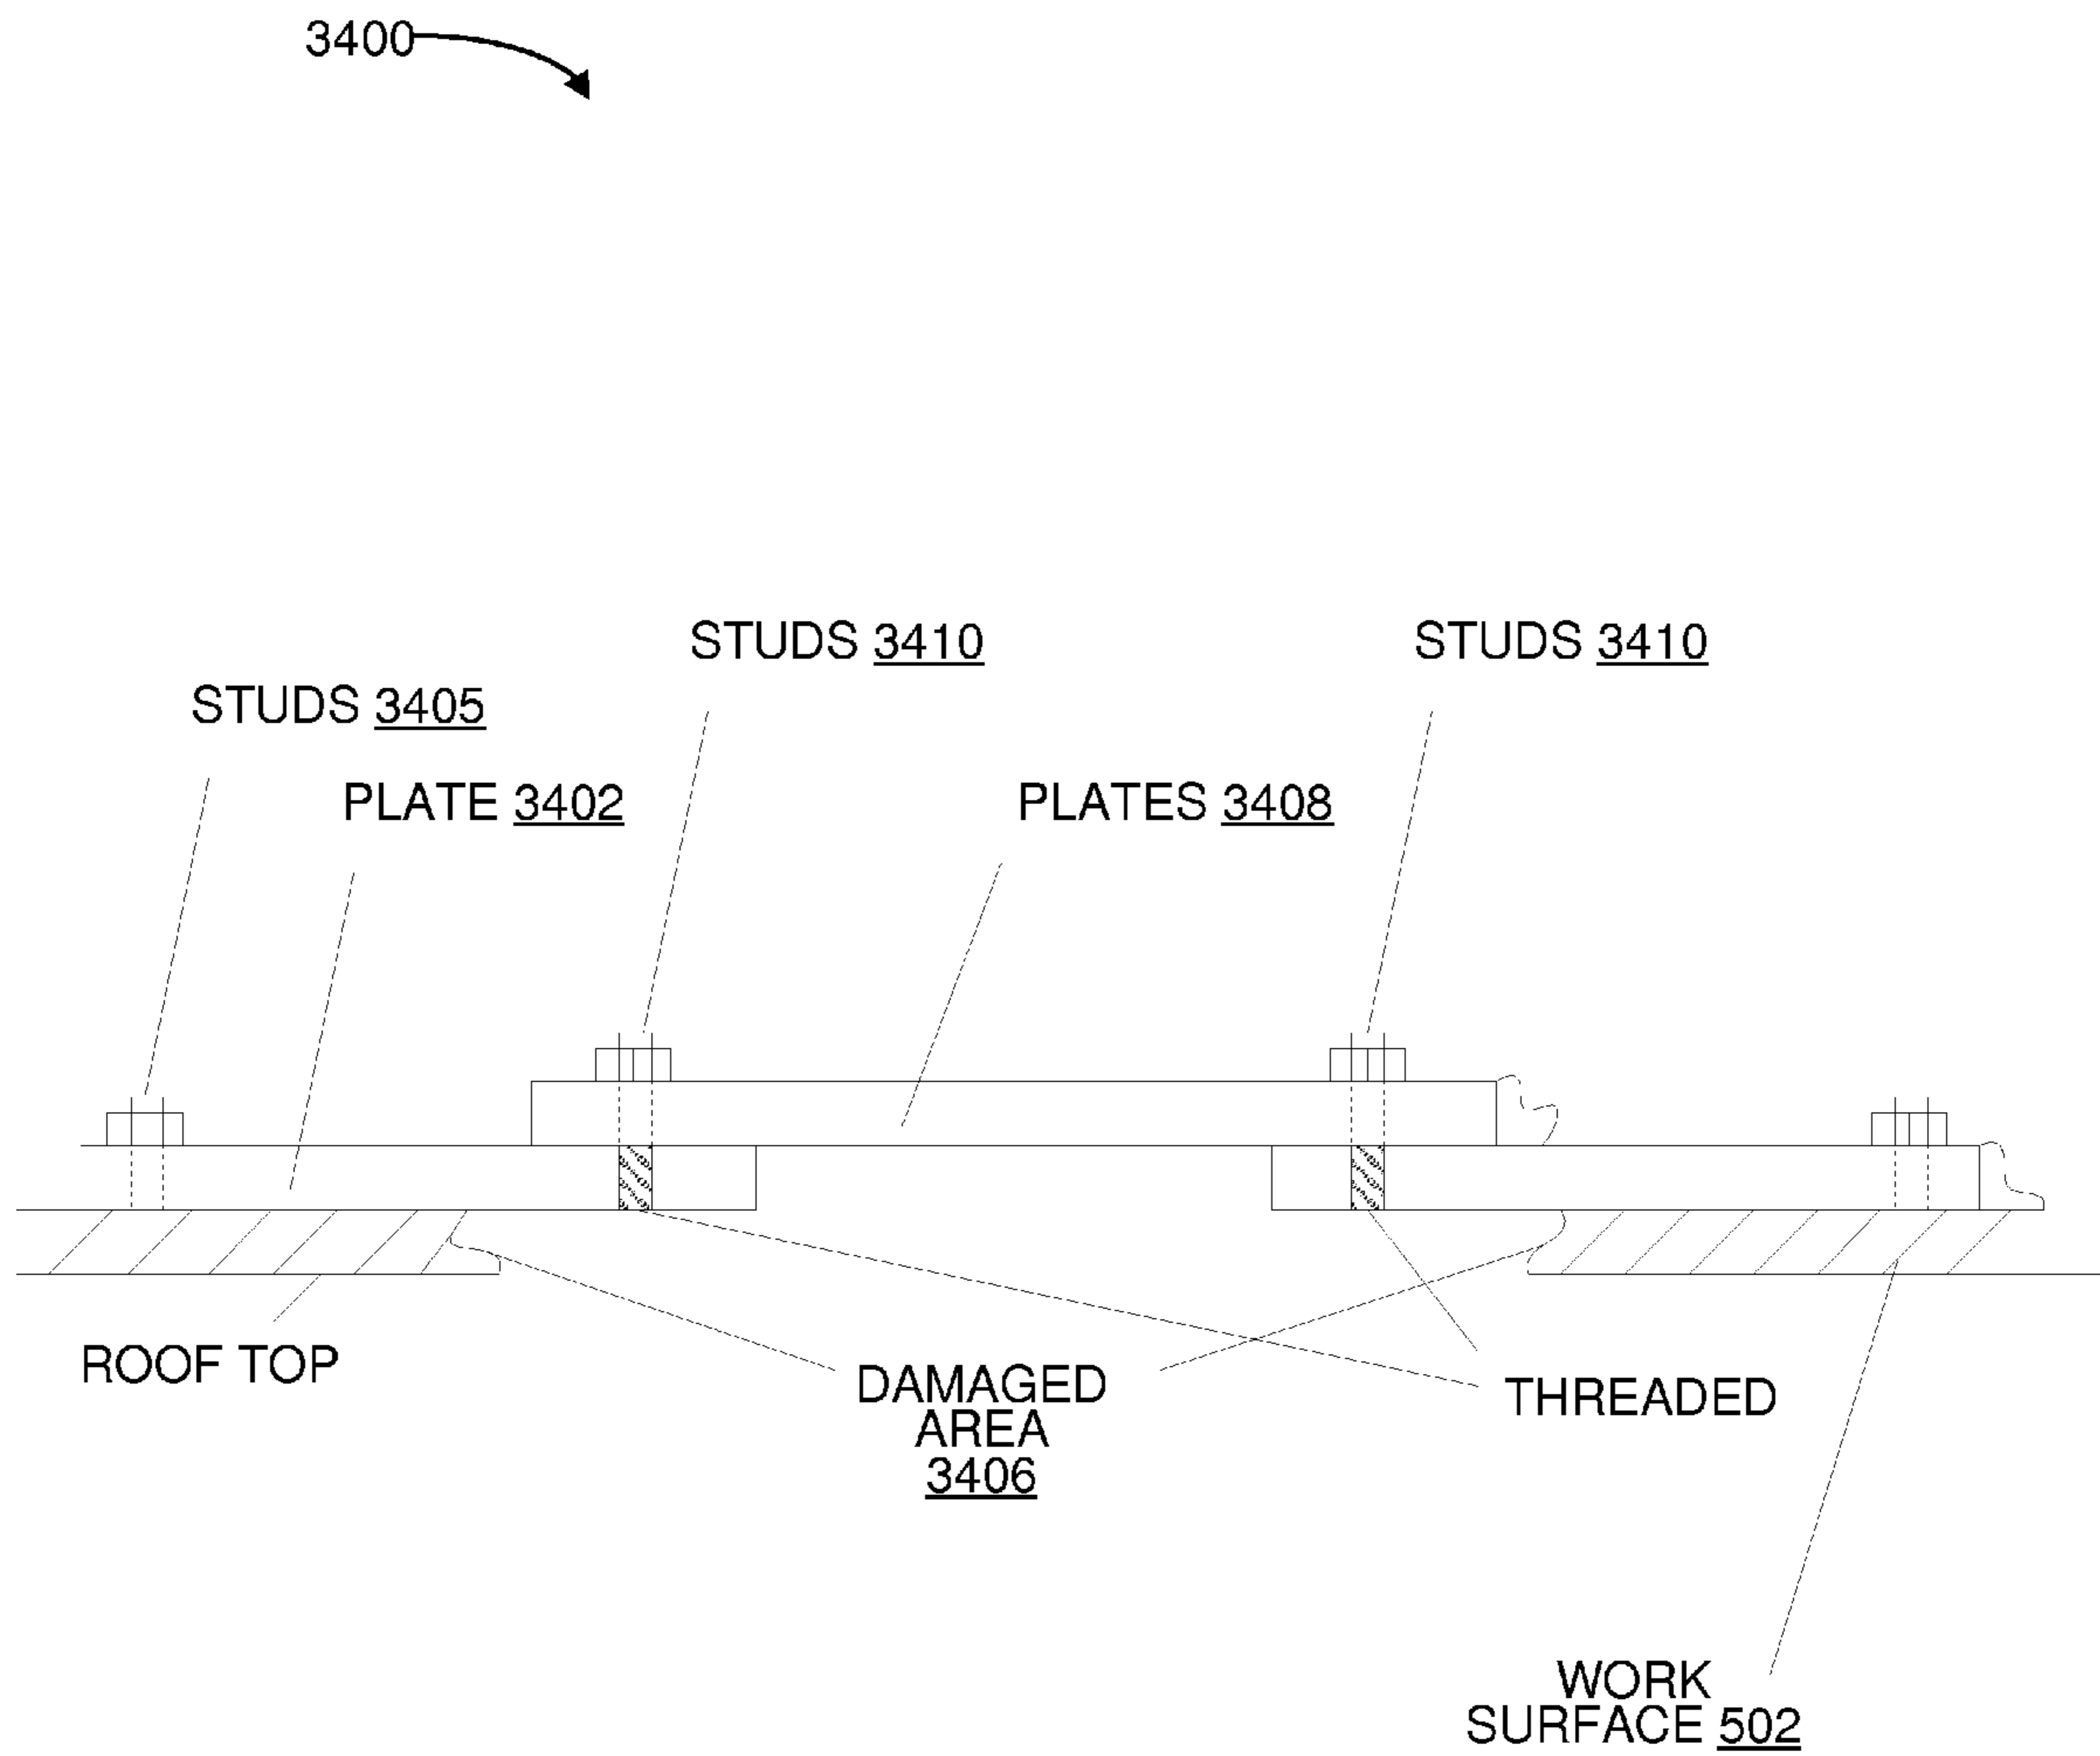 3400
STUDS 3410
STUDS 3410
STUDS 3405
PLATE 3402
PLATES 3408
ROOF TOP
DAMAGED
AREA
3406
THREADED
WORK
SURFACE 502